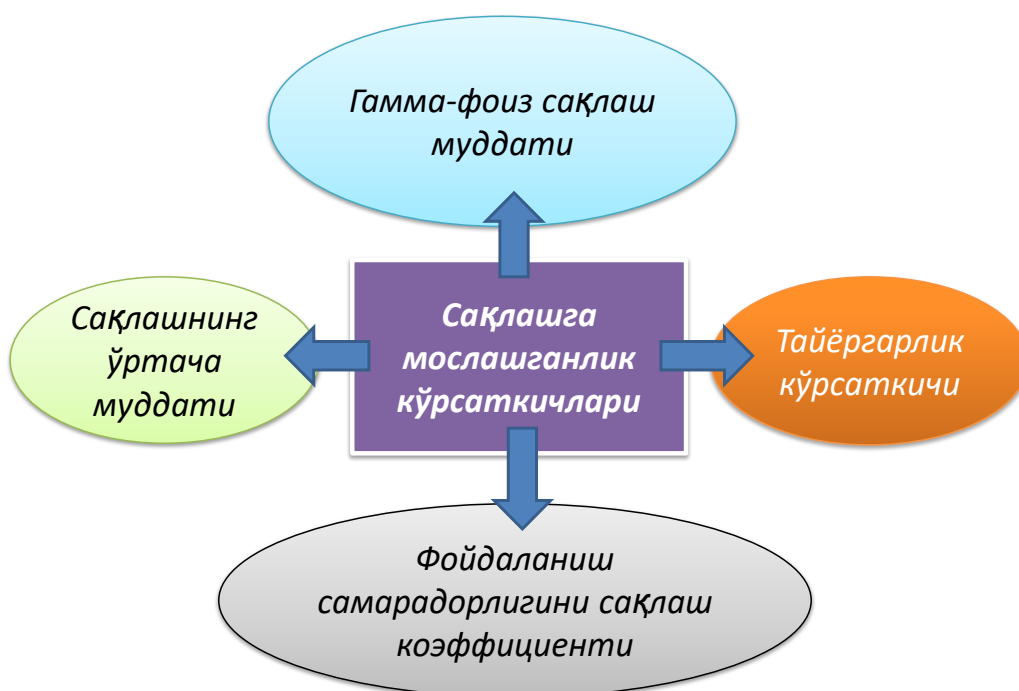 Гамма-фоиз сақлаш
муддати
Сақлашнинг
ўртача
муддати
Сақлашга
мослашганлик
кўрсаткичлари
Тайёргарлик
кўрсаткичи
Фойдаланиш
самарадорлигини сақлаш
коэффициенти